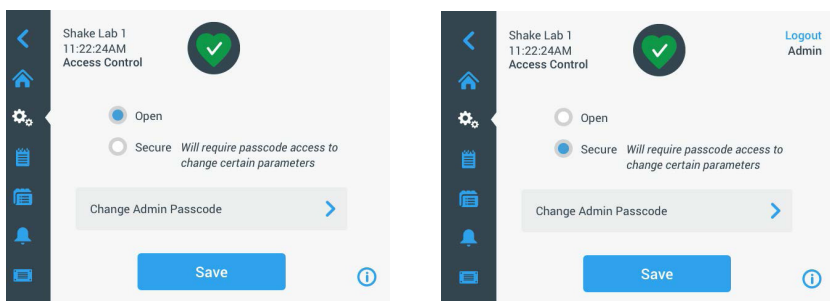 Shake Lab 1
11:22:24AM
Access Control
Open
Secure Will require passcode access to
change certain parameters
Change Admin Passcode
Save
Shake Lab 1
11:22:24AM
Access Control
Logout
Admin
Open
Secure Will require passcode access to
change certain parameters
Change Admin Passcode
Save